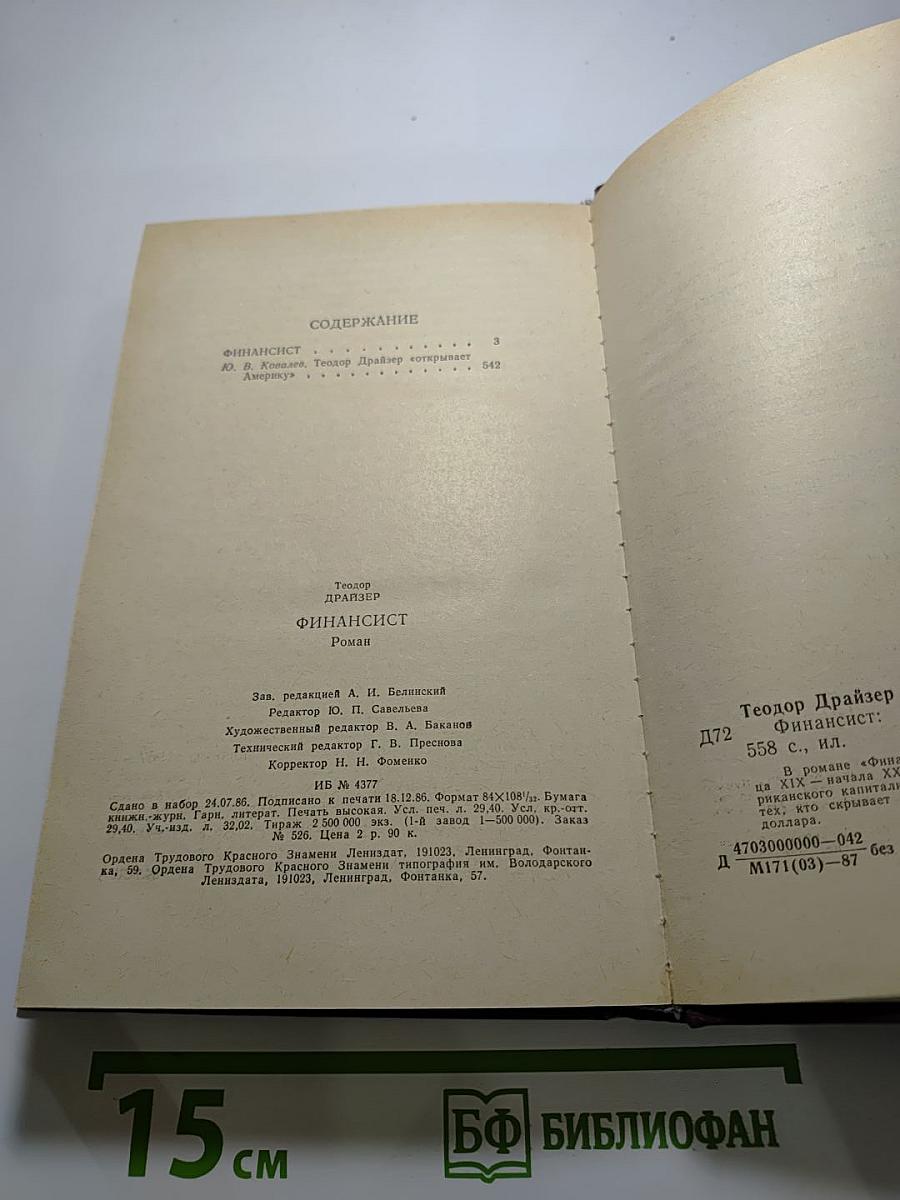 СОДЕРЖАНИЕ
ФИНАНСИСТ . . . . . . . . . . . 3
Ю. В. Ковалев. Теодор Драйзер «открывает
Америку» . . . . . . . . . . . . 542
Теодор
ДРАЙЗЕР
ФИНАНСИСТ
Роман
Зав. редакцией А. И. Белинский
Редактор Ю. П. Савельева
Художественный редактор В. А. Баканов
Технический редактор Г. В. Преснова
Корректор Н. Н. Фоменко
ИБ № 4377
Сдано в набор 24.07.86. Подписано к печати 18.12.86. Формат 84×108¹/₃₂. Бумага
книжн.-журн. Гарн. литерат. Печать высокая. Усл. печ. л. 29,40. Усл. кр.-отт.
29,40. Уч.-изд. л. 32,02. Тираж 2 500 000 экз. (1-й завод 1—500 000). Заказ
№ 526. Цена 2 р. 90 к.
Ордена Трудового Красного Знамени Лениздат, 191023, Ленинград, Фонтан-
ка, 59. Ордена Трудового Красного Знамени типография им. Володарского
Лениздата, 191023, Ленинград, Фонтанка, 57.
Теодор Драйзер
Финансист:
Д72
558 с., ил.
В романе «Фина
ца XIX — начала XX
риканского капитали
тех, кто скрывает
доллара.
Д 4703000000—042
М171(03)—87 без
15 см
БФ БИБЛИОФАН